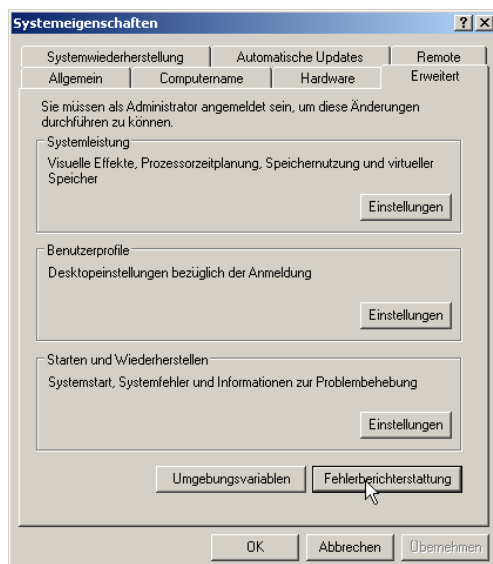 Systemeigenschaften
Systemwiederherstellung
Automatische Updates
Remote
Allgemein
Computername
Hardware
Erweitert
Sie müssen als Administrator angemeldet sein, um diese Änderungen
durchführen zu können.
Systemleistung
Visuelle Effekte, Prozessorzeitplanung, Speichernutzung und virtueller
Speicher
Einstellungen
Benutzerprofile
Desktopeinstellungen bezüglich der Anmeldung
Einstellungen
Starten und Wiederherstellen
Systemstart, Systemfehler und Informationen zur Problembehebung
Einstellungen
Umgebungsvariablen
Fehlerberichterstattung
OK
Abbrechen
Übernehmen